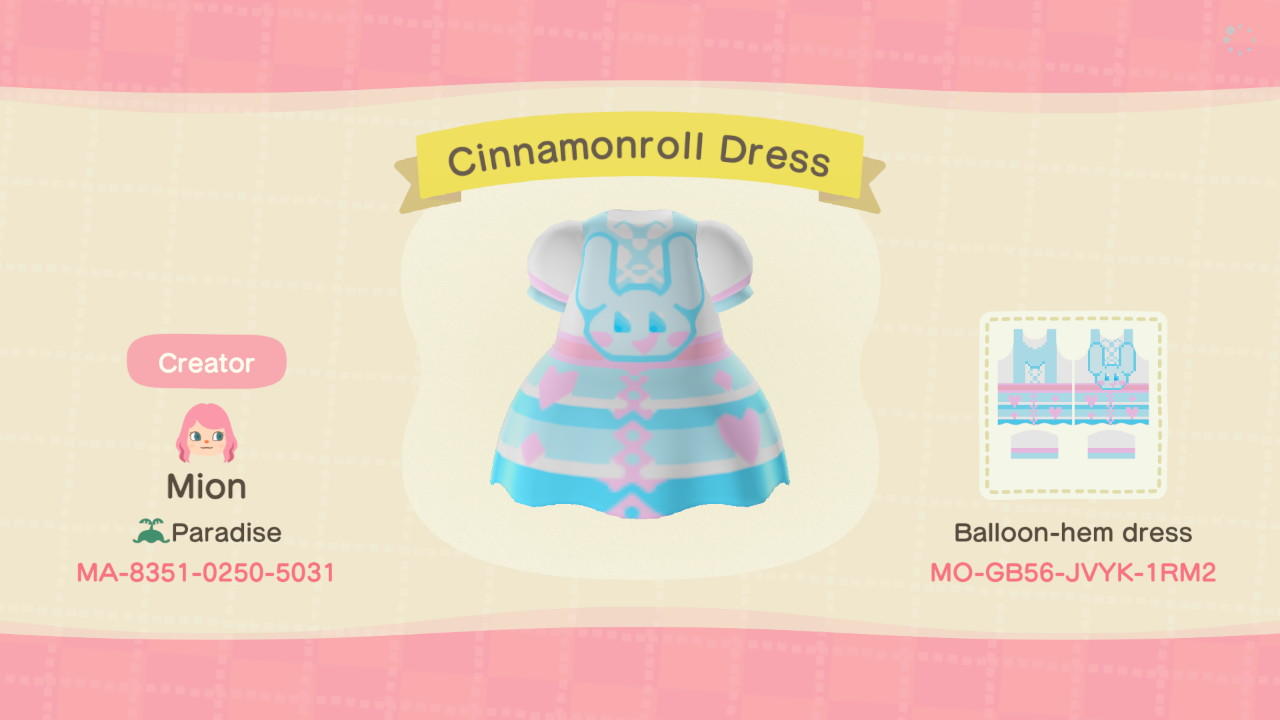 Cinnamonroll Dress
Creator
Mion
Paradise
MA-8351-0250-5031
Balloon-hem dress
MO-GB56-JVYK-1RM2